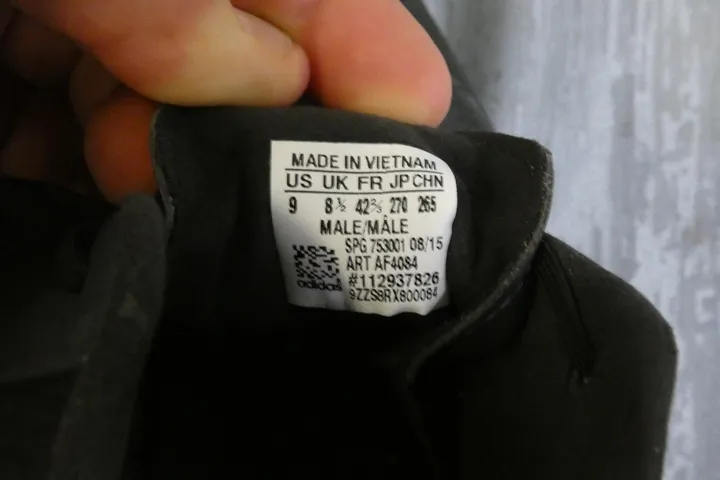 MADE IN VIETNAM
US UK FR JP CHN
9 8½ 42⅔ 270 265
MALE/MÂLE
SPG 753001 08/15
ART AF4084
#112937826
adidas 9ZZS8RX800084